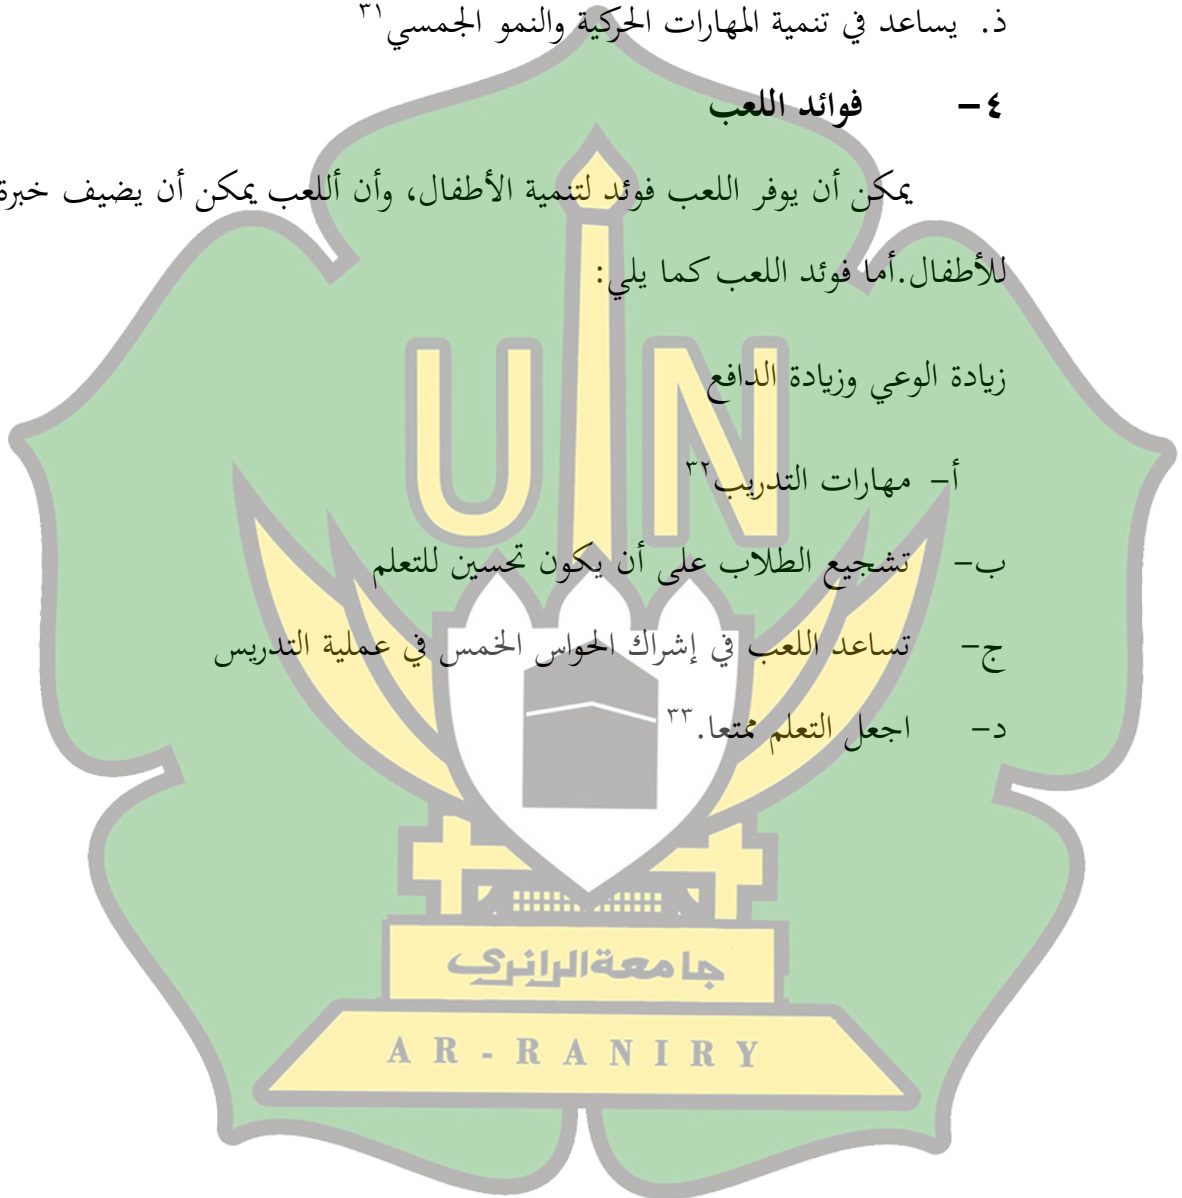 ذ. يساعد في تنمية المهارات الحركية والنمو الجمسي٣١
٤- فوائد اللعب
يمكن أن يوفر اللعب فوئد لتنمية الأطفال، وأن أللعب يمكن أن يضيف خبرة
للأطفال.أما فوئد اللعب كما يلي:
زيادة الوعي وزيادة الدافع
أ- مهارات التدريب٣٢
ب- تشجيع الطلاب على أن يكون تحسين للتعلم
ج- تساعد اللعب في إشراك الحواس الخمس في عملية التدريس
د- اجعل التعلم ممتعا.٣٣
UIN
جامعةالرانرك
AR-RANIRY